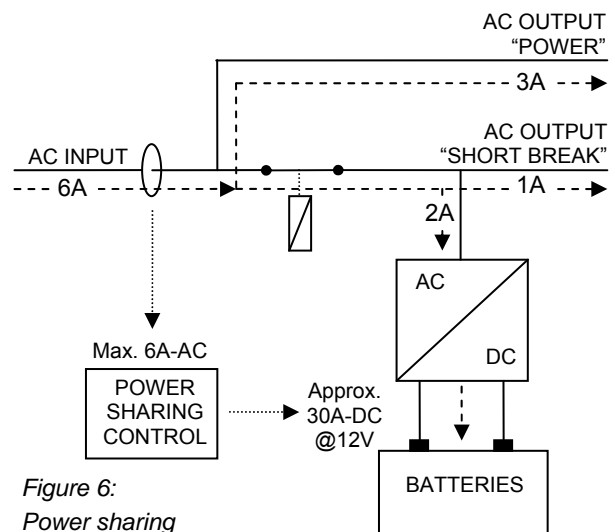 AC OUTPUT
“POWER”
3A
AC OUTPUT
“SHORT BREAK”
AC INPUT
6A
1A
2A
AC
DC
Max. 6A-AC
POWER
SHARING
CONTROL
Approx.
30A-DC
@12V
BATTERIES
Figure 6:
Power sharing